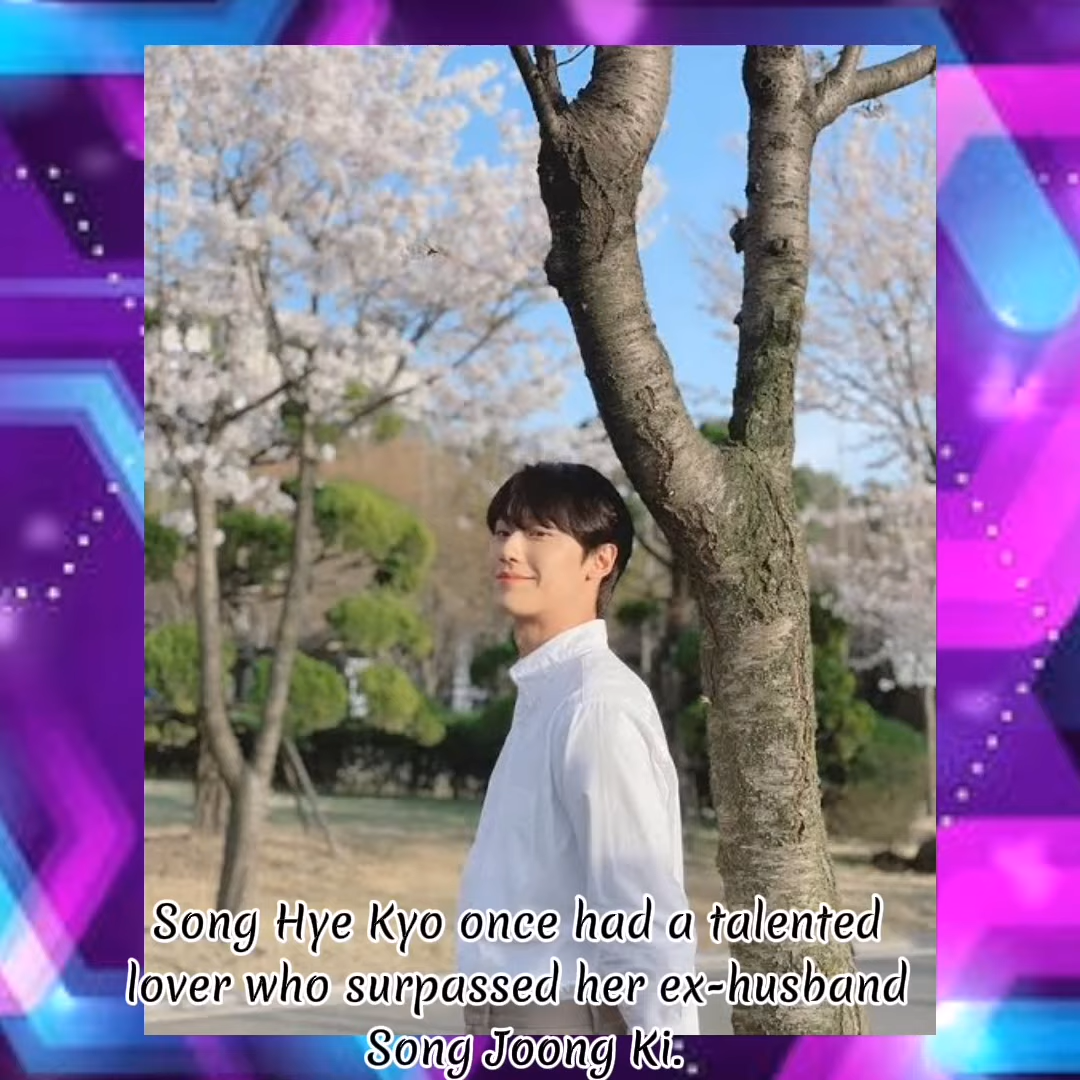 Song Hye Kyo once had a talented
lover who surpassed her ex-husband
Song Joong Ki.